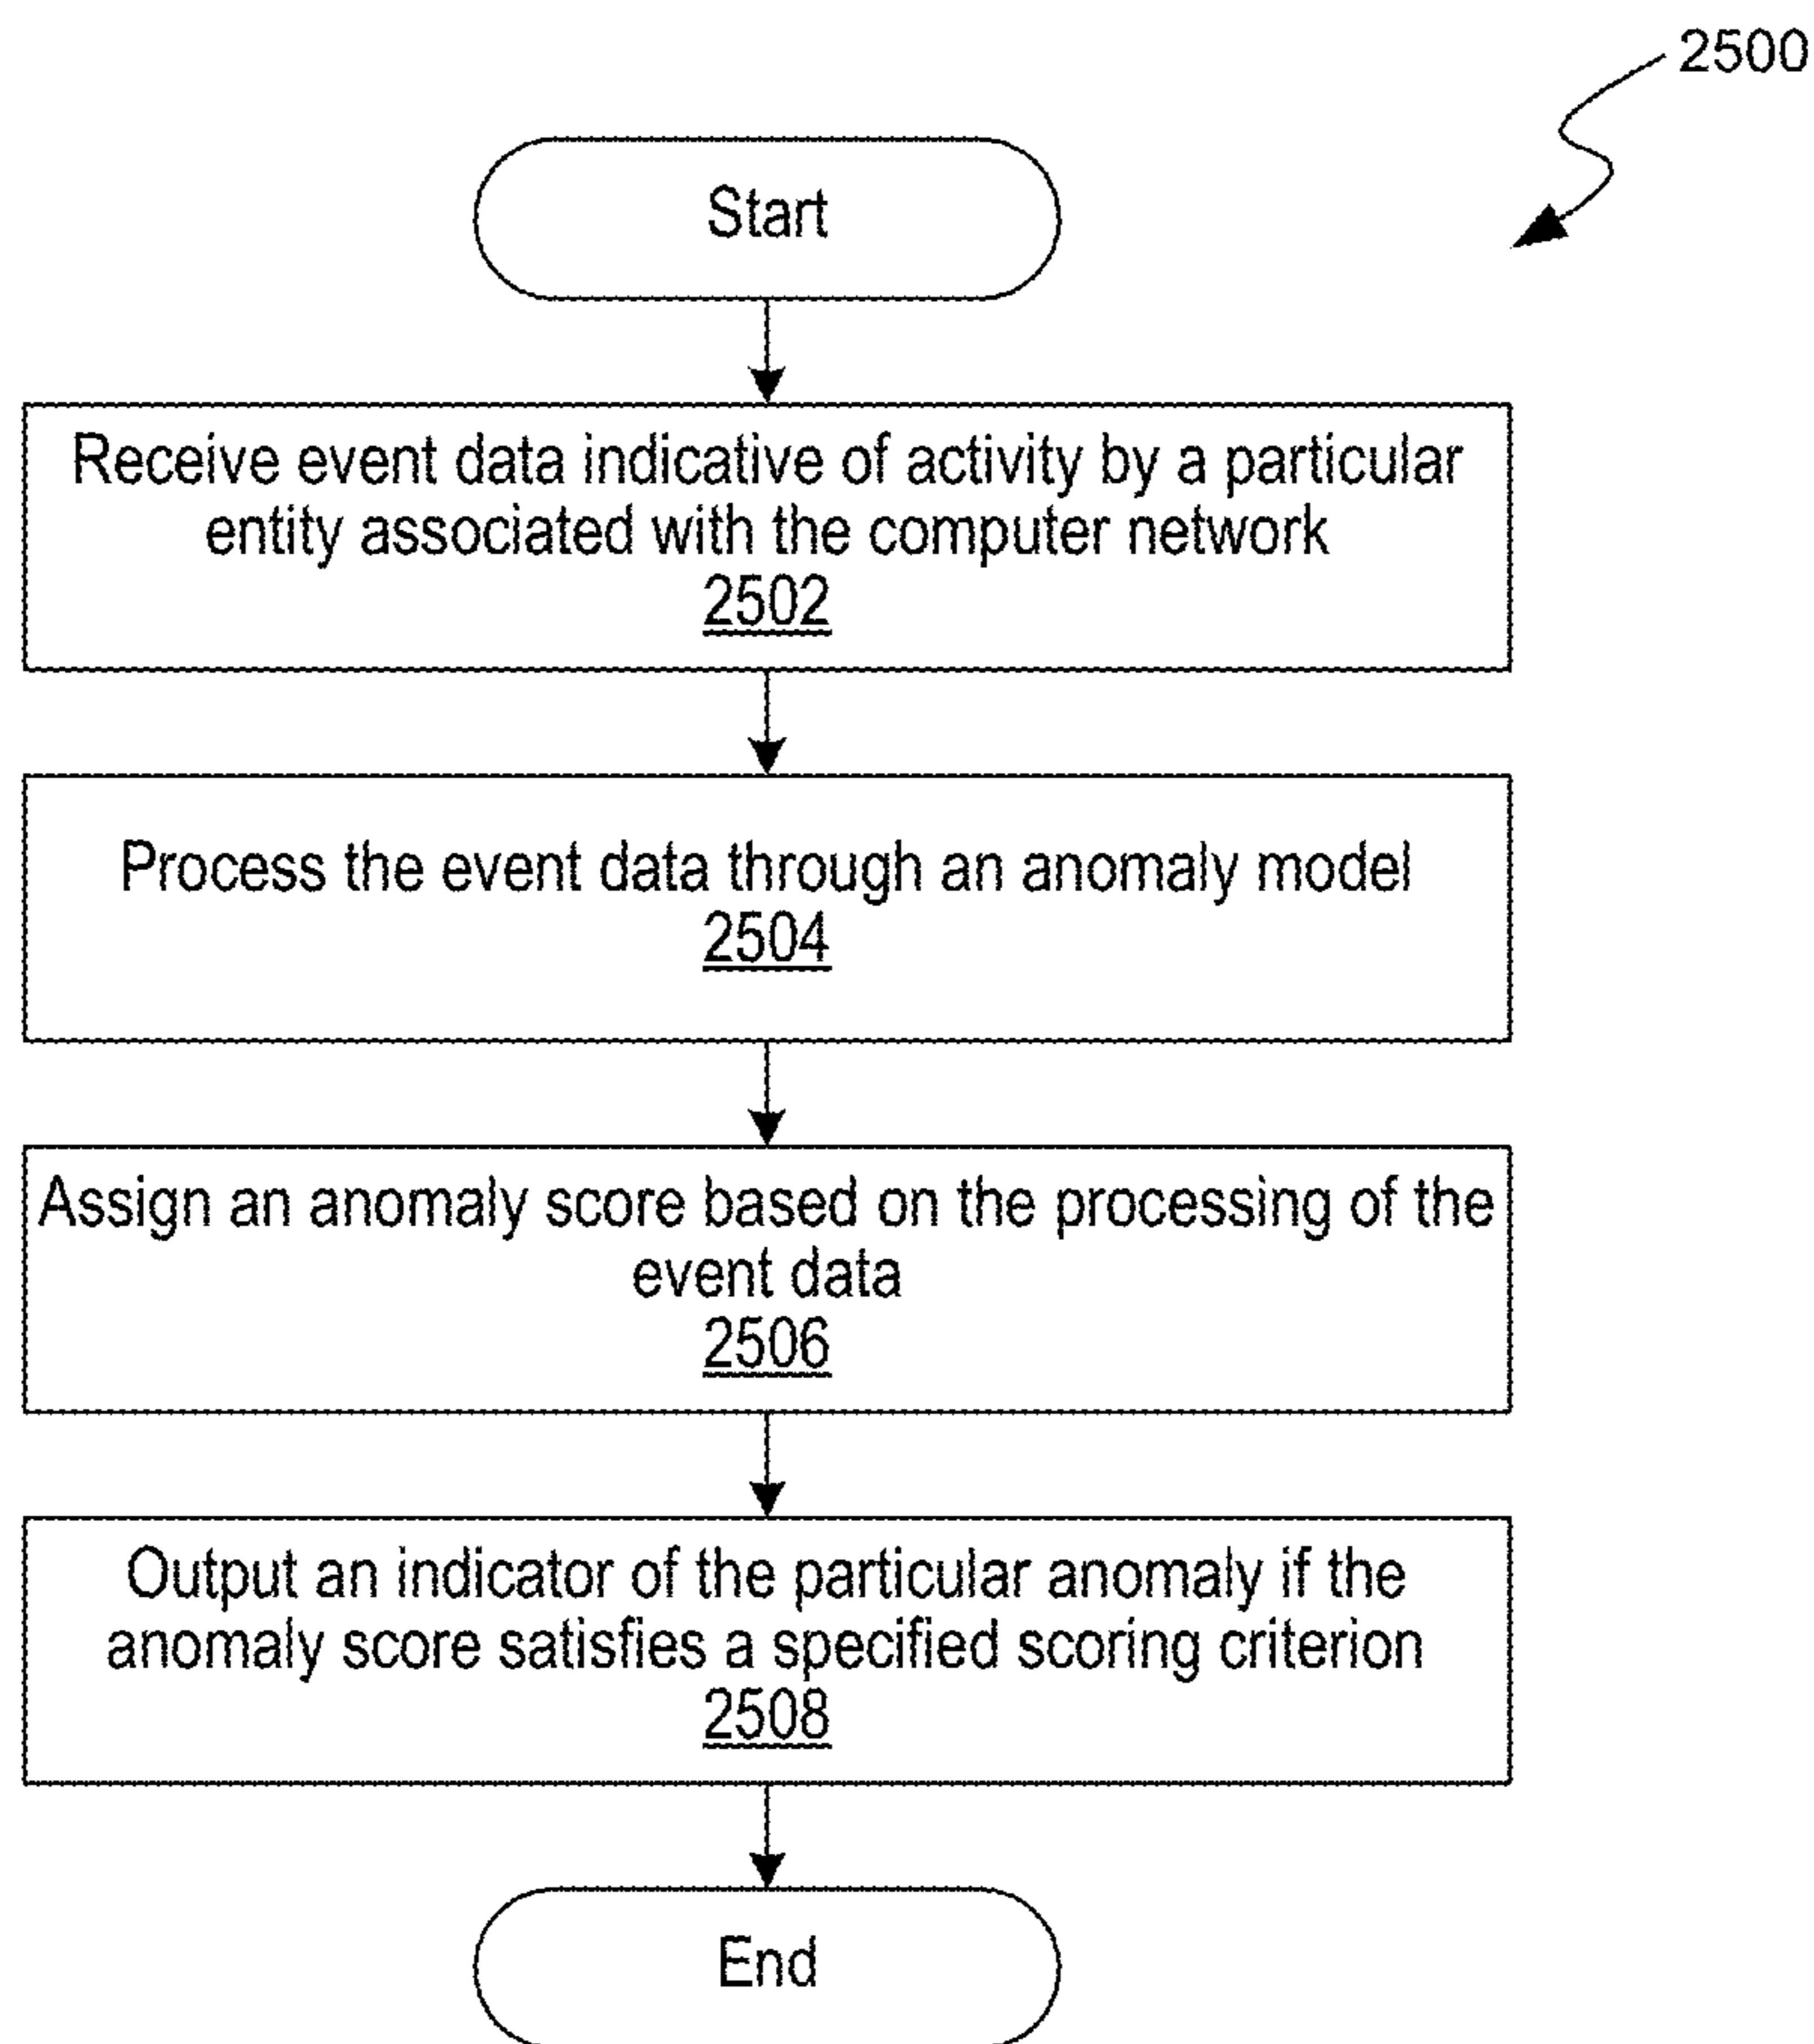 2500
Start
Receive event data indicative of activity by a particular
entity associated with the computer network
2502
Process the event data through an anomaly model
2504
Assign an anomaly score based on the processing of the
event data
2506
Output an indicator of the particular anomaly if the
anomaly score satisfies a specified scoring criterion
2508
End